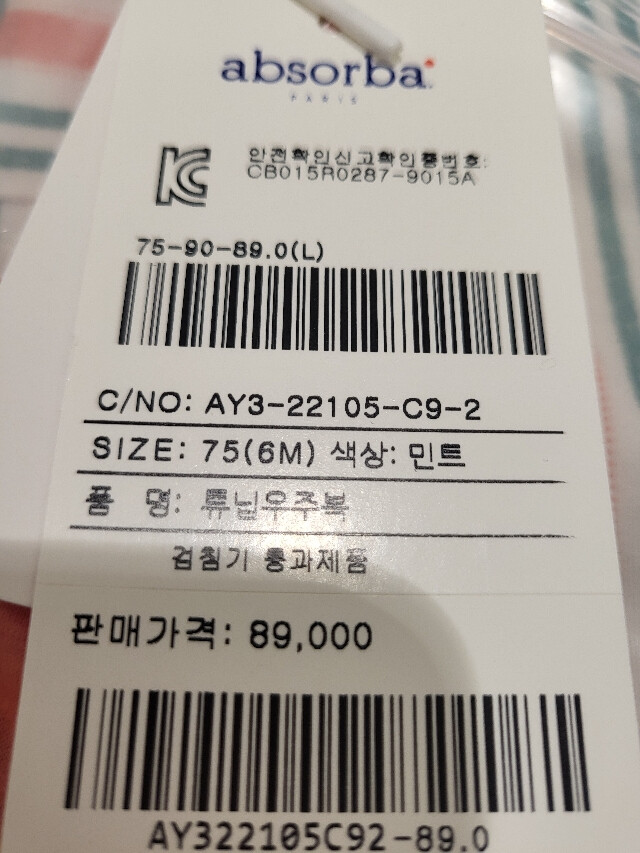 absorba
PARIS
안전확인신고확인증번호:
CB015R0287-9015A
75-90-89.0(L)
C/NO: AY3-22105-C9-2
SIZE: 75(6M) 색상: 민트
품 명: 튜닌우주복
검침기 통과제품
판매가격: 89,000
AY322105C92-89.0